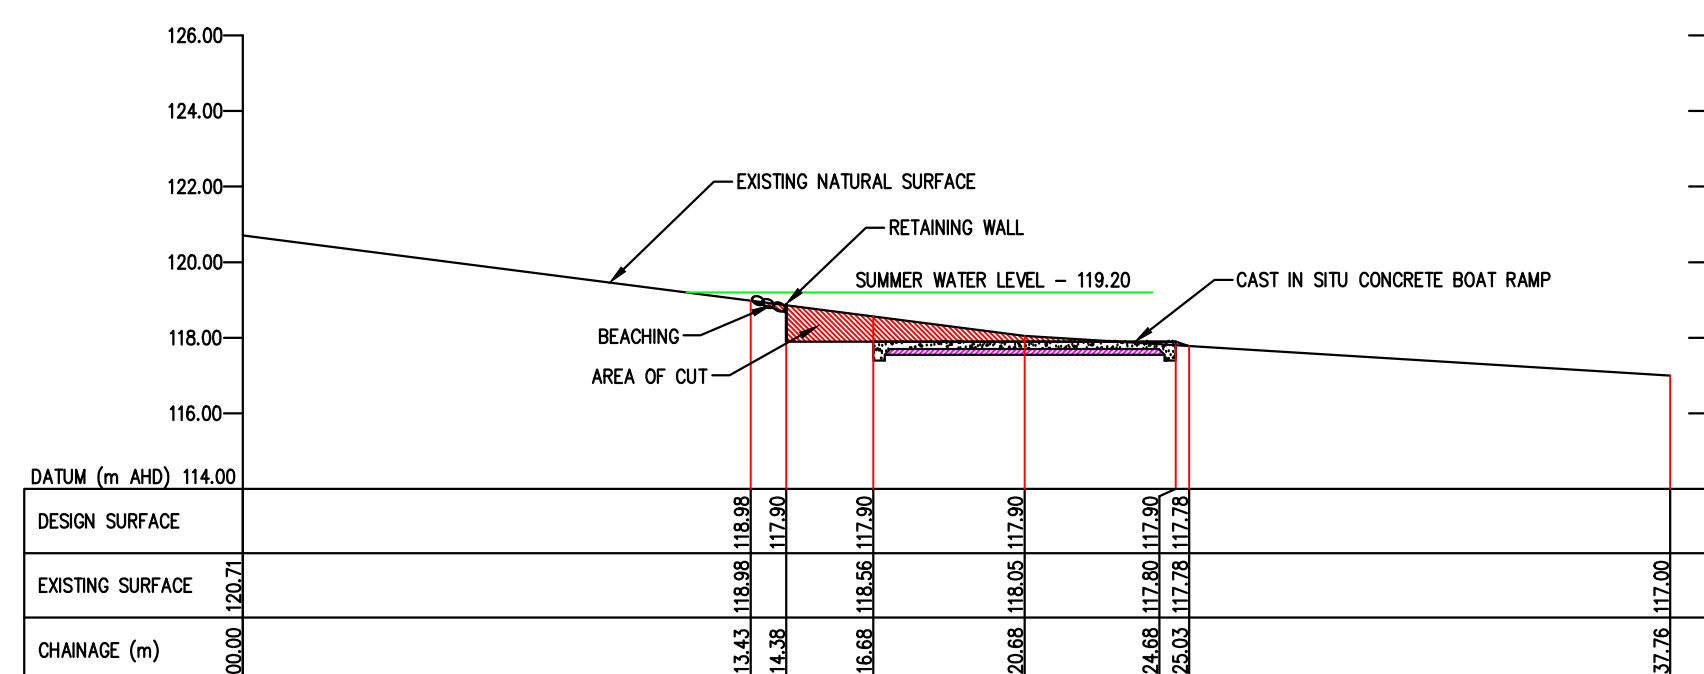 126.00
124.00
122.00
EXISTING NATURAL SURFACE
RETAINING WALL
120.00
SUMMER WATER LEVEL - 119.20
CAST IN SITU CONCRETE BOAT RAMP
118.00
BEACHING
AREA OF CUT
116.00
DATUM (m AHD) 114.00
DESIGN SURFACE 118.98 117.90 117.90 117.90 117.90 117.78
EXISTING SURFACE 120.71 118.98 118.56 118.05 117.80 117.78 117.00
CHAINAGE (m) 00.00 13.43 14.38 16.68 20.68 24.68 25.03 37.76